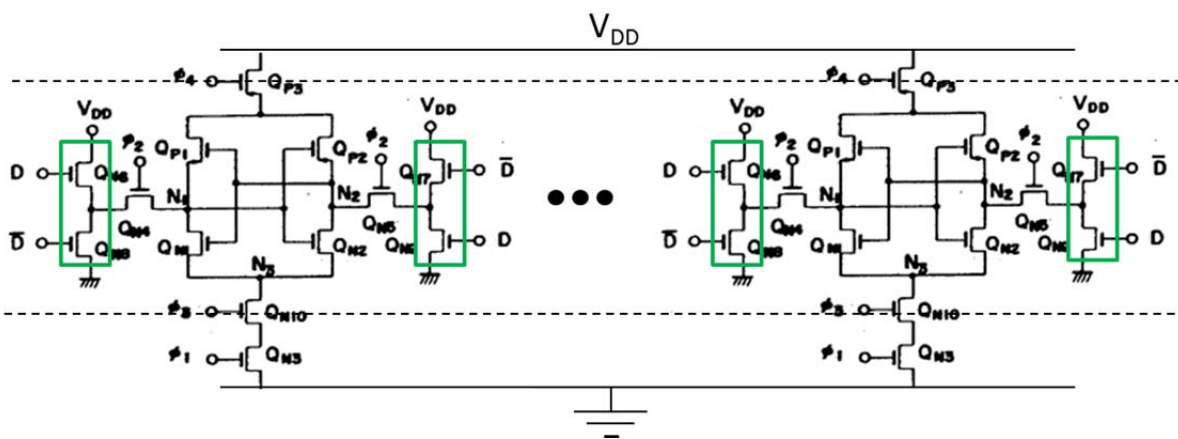 VDD
ϕ4 QP3 ϕ4 QP3
VDD VDD VDD VDD
ϕ2 QP1 QP2 ϕ2 ϕ2 QP1 QP2 ϕ2
D QN6 QN7 D̅ D QN6 QN7 D̅
N1 N2 N1 N2
QN4 QN5 QN4 QN5
D̅ QN8 QN1 QN2 QN9 D D̅ QN8 QN1 QN2 QN9 D
N3 N3
ϕ3 QN10 ϕ3 QN10
ϕ1 QN3 ϕ1 QN3